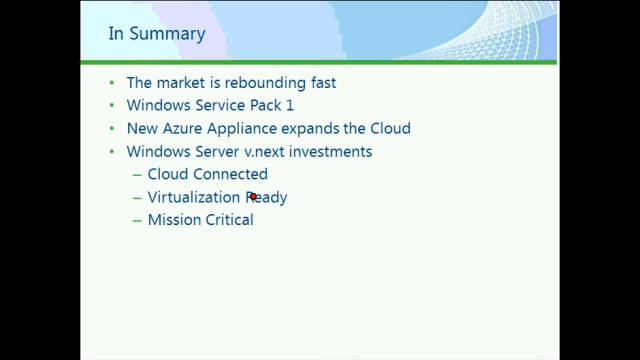 In Summary
• The market is rebounding fast
• Windows Service Pack 1
• New Azure Appliance expands the Cloud
• Windows Server v.next investments
– Cloud Connected
– Virtualization Ready
– Mission Critical